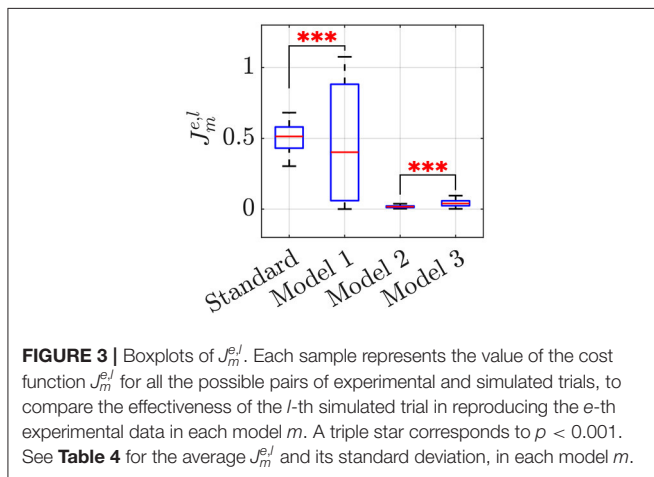 ***
1
J_m^{e,l}
0.5
***
0
Standard
Model 1
Model 2
Model 3
FIGURE 3 | Boxplots of J_m^{e,l}. Each sample represents the value of the cost
function J_m^{e,l} for all the possible pairs of experimental and simulated trials, to
compare the effectiveness of the l-th simulated trial in reproducing the e-th
experimental data in each model m. A triple star corresponds to p < 0.001.
See Table 4 for the average J_m^{e,l} and its standard deviation, in each model m.